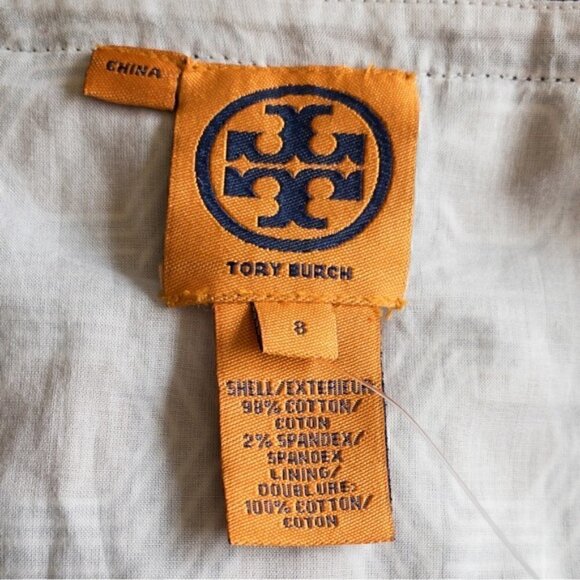 CHINA
TORY BURCH
8
SHELL/EXTERIEUR
98% COTTON/
COTON
2% SPANDEX/
SPANDEX
LINING/
DOUBLURE:
100% COTTON/
COTON